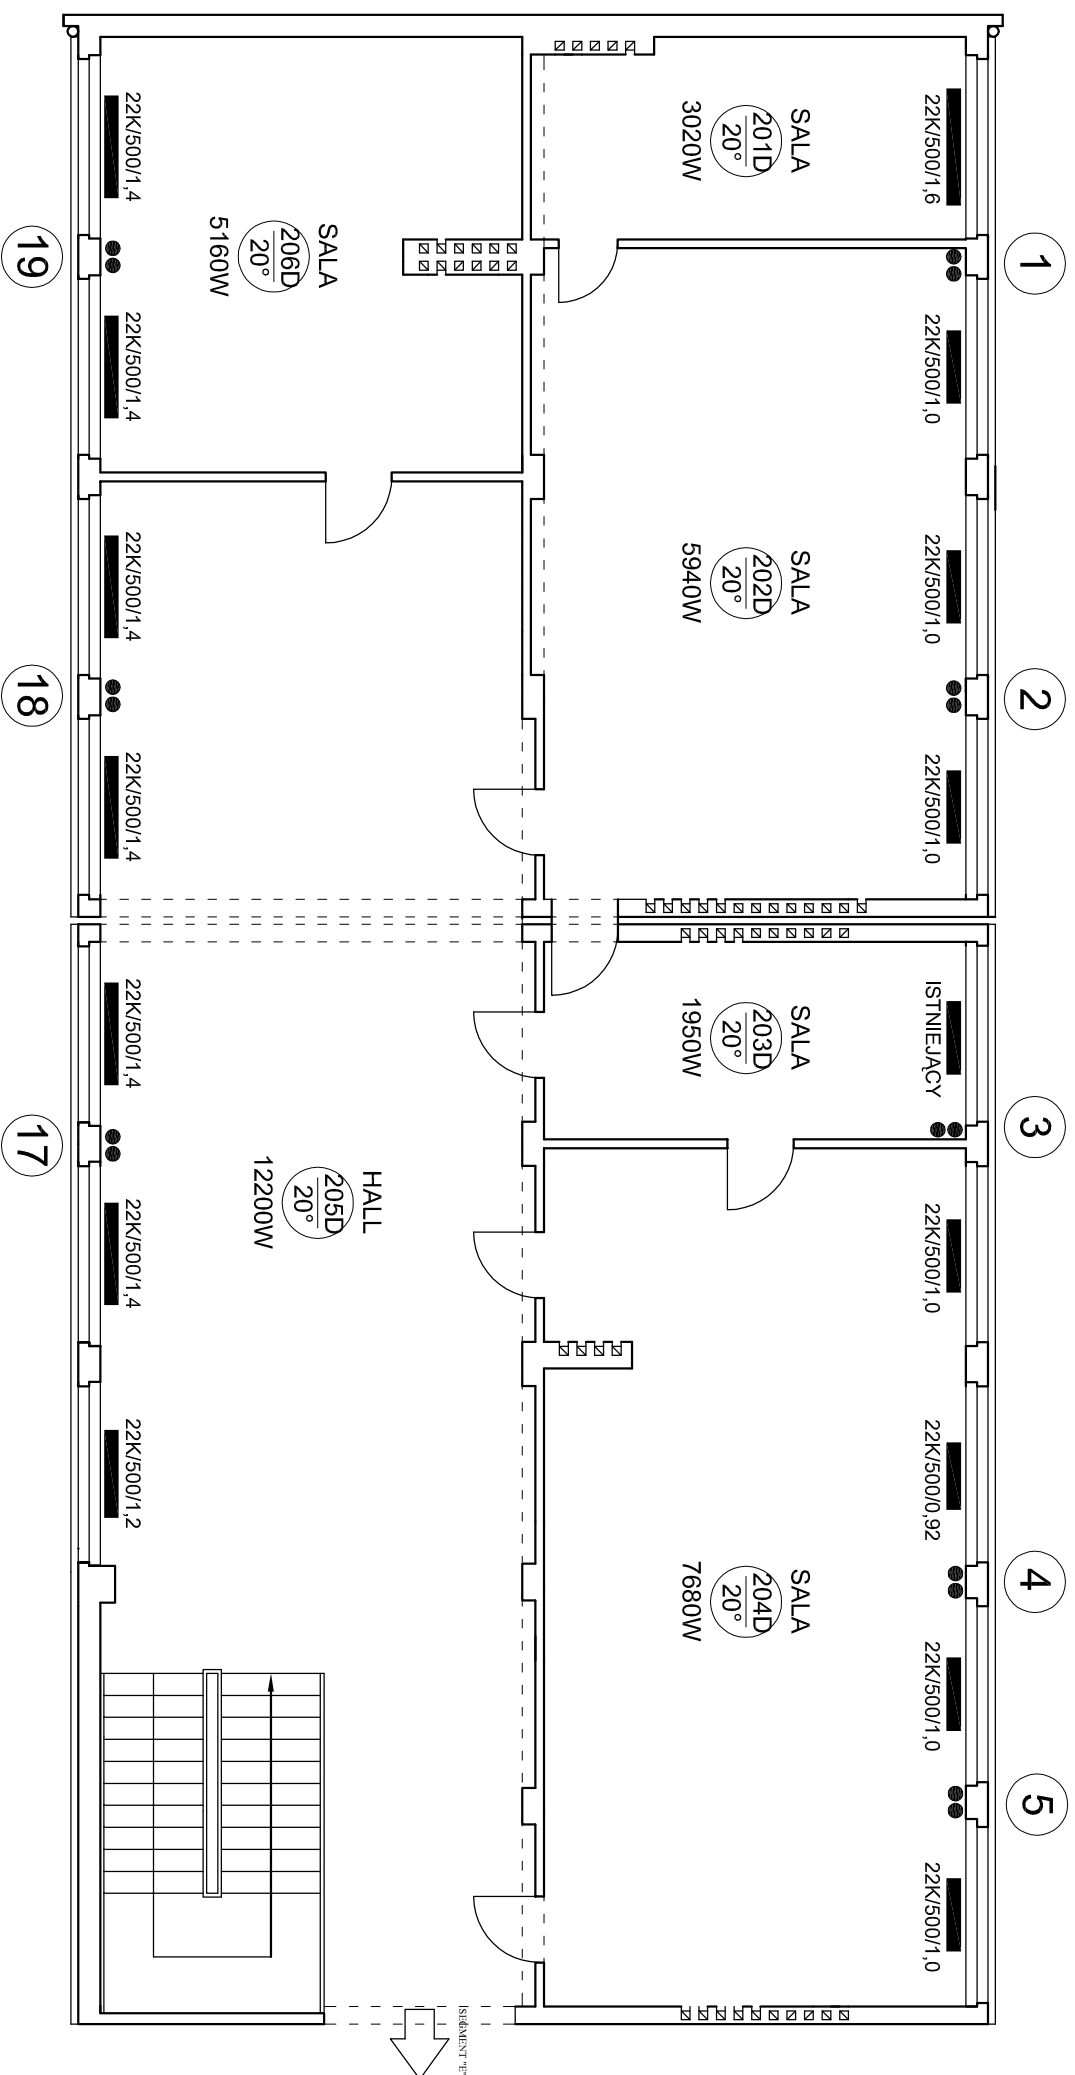 1
2
3
4
5
22K/500/1,6
22K/500/1,0
22K/500/1,0
22K/500/1,0
ISTNIEJĄCY
22K/500/1,0
22K/500/0,92
22K/500/1,0
22K/500/1,0
SALA
201D
20°
3020W
SALA
202D
20°
5940W
SALA
203D
20°
1950W
SALA
204D
20°
7680W
SALA
206D
20°
5160W
HALL
205D
20°
12200W
SEGMENT "E"
22K/500/1,4
22K/500/1,4
22K/500/1,4
22K/500/1,4
22K/500/1,4
22K/500/1,4
22K/500/1,2
19
18
17